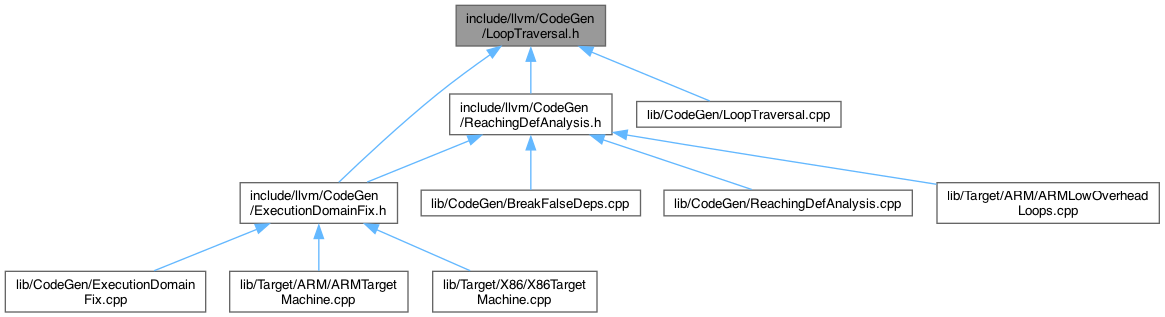 include/llvm/CodeGen
/LoopTraversal.h
include/llvm/CodeGen
/ReachingDefAnalysis.h
lib/CodeGen/LoopTraversal.cpp
include/llvm/CodeGen
/ExecutionDomainFix.h
lib/CodeGen/BreakFalseDeps.cpp
lib/CodeGen/ReachingDefAnalysis.cpp
lib/Target/ARM/ARMLowOverhead
Loops.cpp
lib/CodeGen/ExecutionDomain
Fix.cpp
lib/Target/ARM/ARMTarget
Machine.cpp
lib/Target/X86/X86Target
Machine.cpp